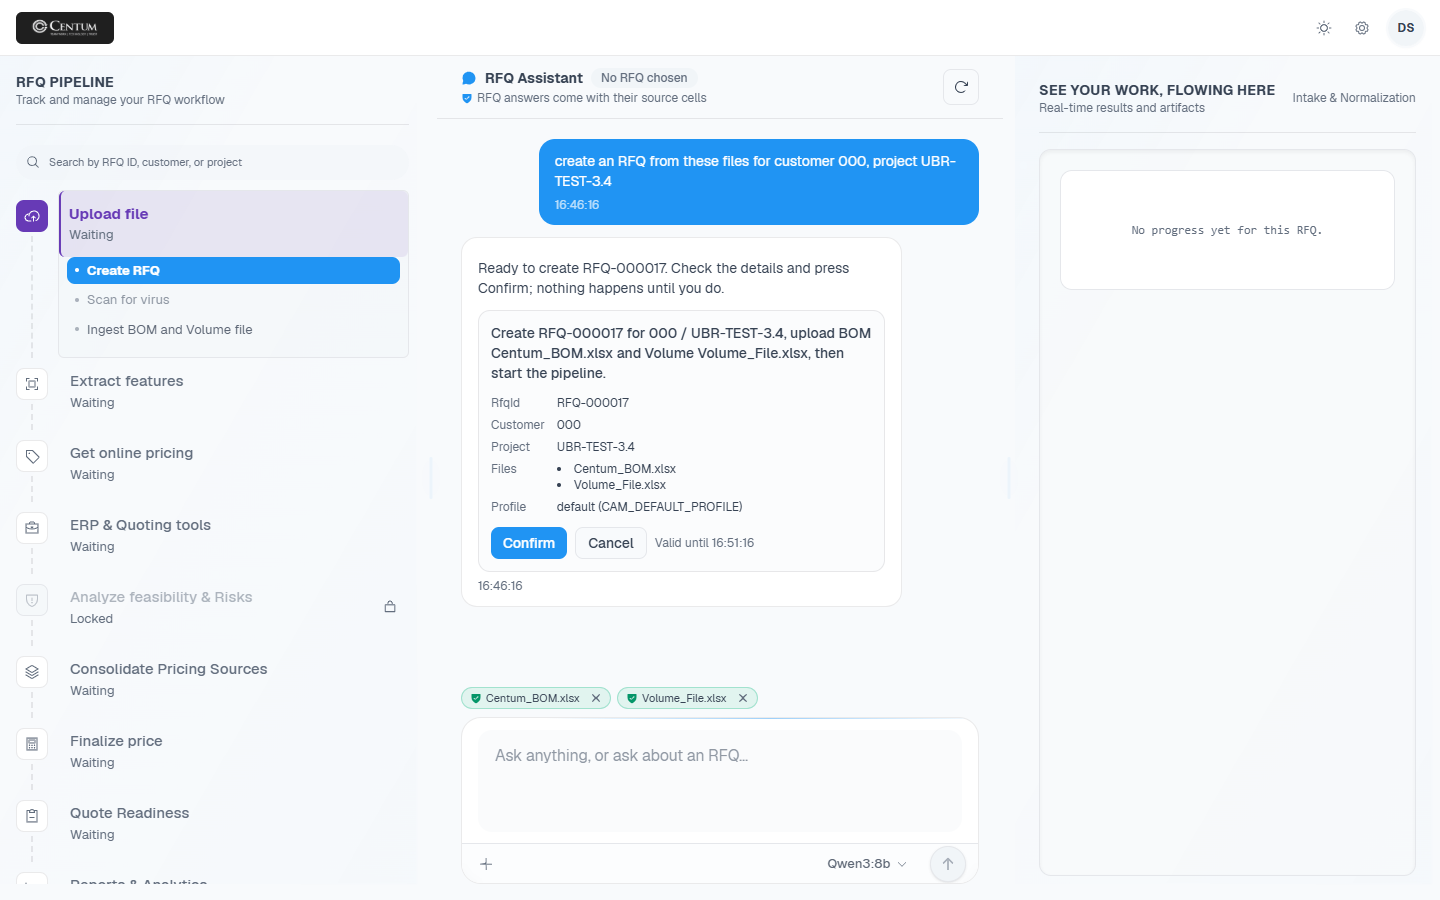 CENTUM
DS
RFQ PIPELINE
Track and manage your RFQ workflow
Search by RFQ ID, customer, or project
Upload file
Waiting
Create RFQ
Scan for virus
Ingest BOM and Volume file
Extract features
Waiting
Get online pricing
Waiting
ERP & Quoting tools
Waiting
Analyze feasibility & Risks
Locked
Consolidate Pricing Sources
Waiting
Finalize price
Waiting
Quote Readiness
Waiting
Reports & Analytics
RFQ Assistant No RFQ chosen
RFQ answers come with their source cells
create an RFQ from these files for customer 000, project UBR-
TEST-3.4
16:46:16
Ready to create RFQ-000017. Check the details and press
Confirm; nothing happens until you do.
Create RFQ-000017 for 000 / UBR-TEST-3.4, upload BOM
Centum_BOM.xlsx and Volume Volume_File.xlsx, then
start the pipeline.
RfqId RFQ-000017
Customer 000
Project UBR-TEST-3.4
Files • Centum_BOM.xlsx
• Volume_File.xlsx
Profile default (CAM_DEFAULT_PROFILE)
Confirm Cancel Valid until 16:51:16
16:46:16
Centum_BOM.xlsx Volume_File.xlsx
Ask anything, or ask about an RFQ...
Qwen3:8b
SEE YOUR WORK, FLOWING HERE Intake & Normalization
Real-time results and artifacts
No progress yet for this RFQ.